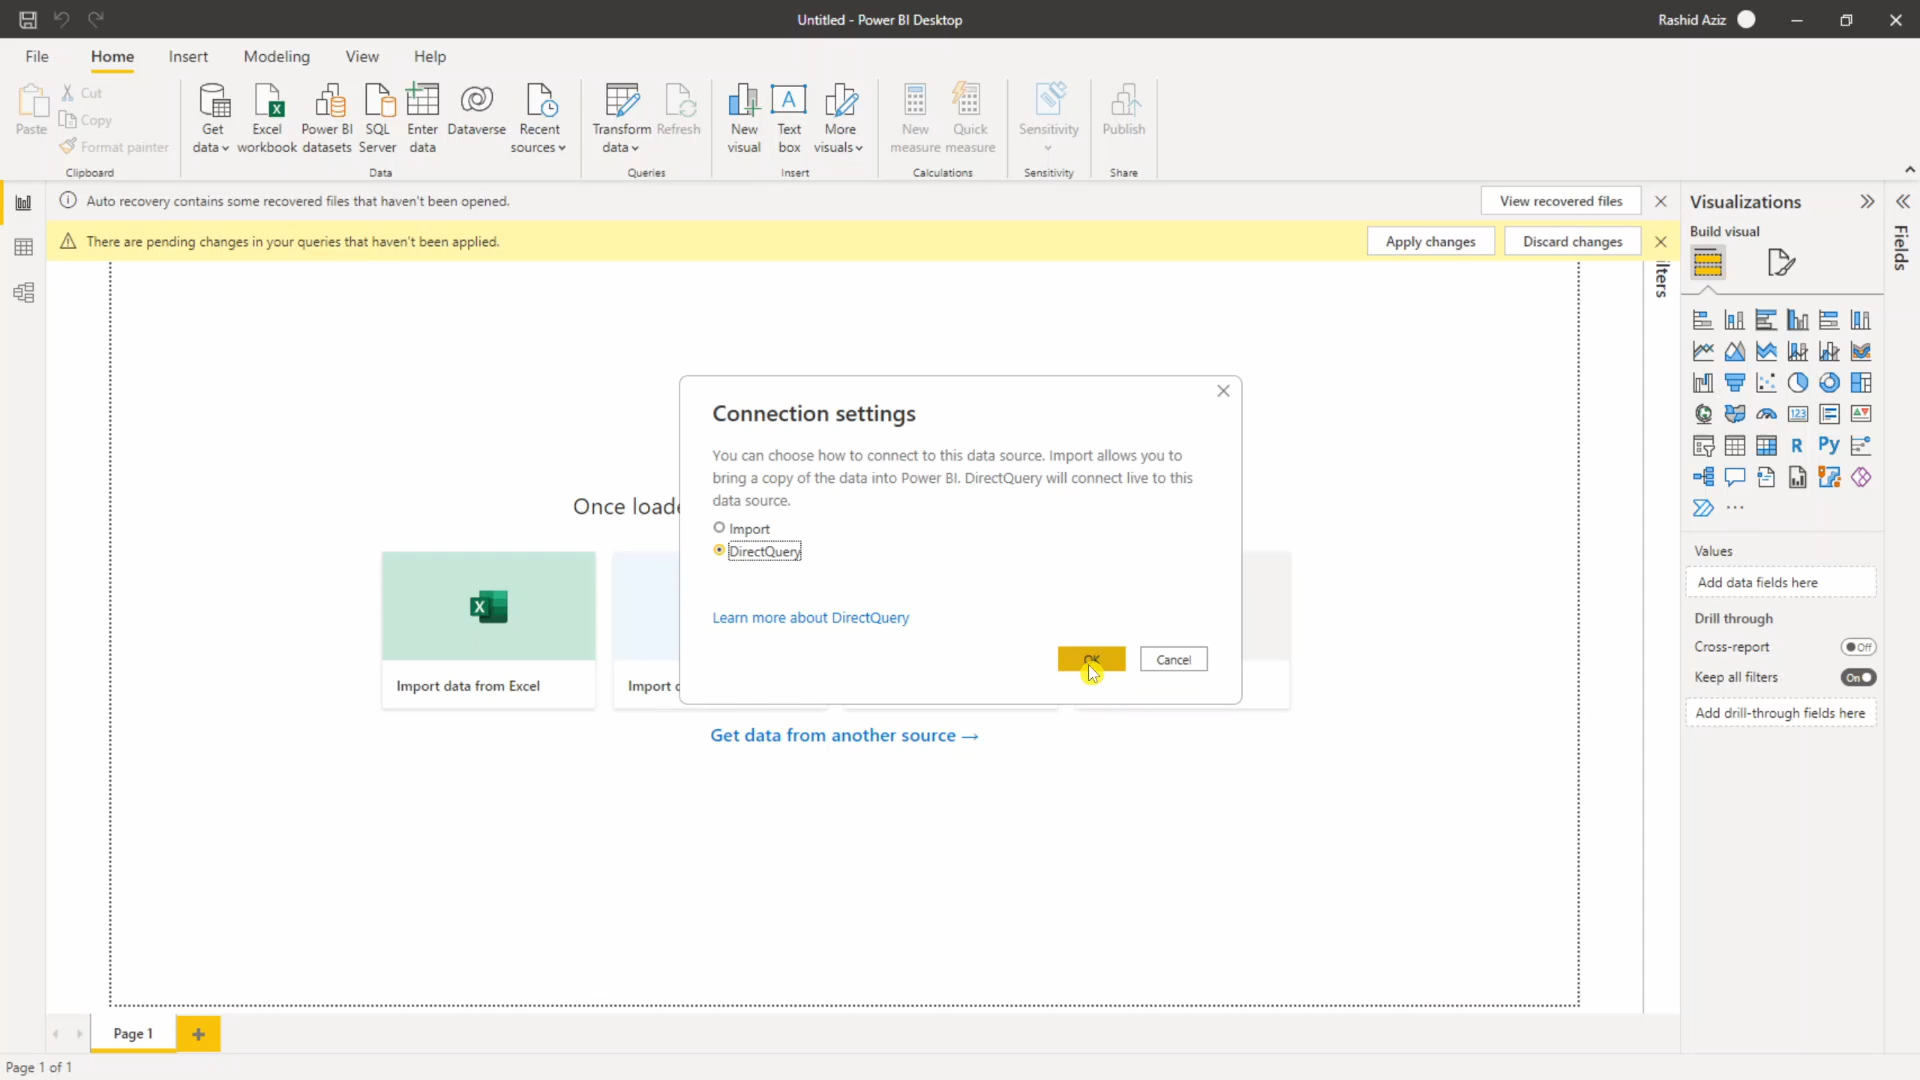 Untitled - Power BI Desktop
Rashid Aziz
File Home Insert Modeling View Help
Paste
Cut
Copy
Format painter
Clipboard
Get data
Excel workbook
Power BI datasets
SQL Server
Enter data
Dataverse
Recent sources
Data
Transform data
Refresh
Queries
New visual
Text box
More visuals
Insert
New measure
Quick measure
Calculations
Sensitivity
Sensitivity
Publish
Share
Auto recovery contains some recovered files that haven't been opened.
View recovered files
There are pending changes in your queries that haven't been applied.
Apply changes
Discard changes
Once loade
Import data from Excel
Import
Get data from another source →
Connection settings
You can choose how to connect to this data source. Import allows you to
bring a copy of the data into Power BI. DirectQuery will connect live to this
data source.
Import
DirectQuery
Learn more about DirectQuery
OK
Cancel
ilters
Visualizations
Build visual
123
R
Py
Values
Add data fields here
Drill through
Cross-report
Off
Keep all filters
On
Add drill-through fields here
Fields
Page 1
Page 1 of 1